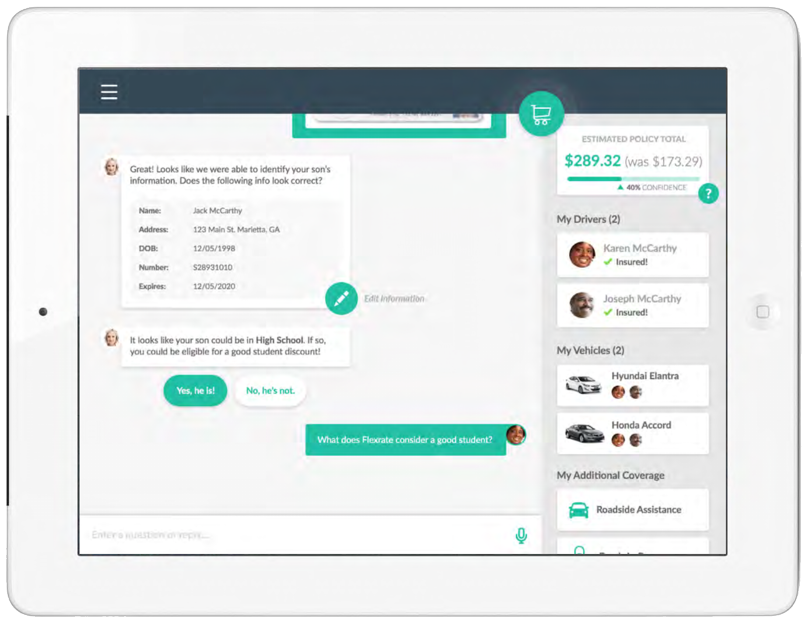 Great! Looks like we were able to identify your son's
information. Does the following info look correct?
Name: Jack McCarthy
Address: 123 Main St, Marietta, GA
DOB: 12/05/1998
Number: S28931010
Expires: 12/05/2020
Edit Information
It looks like your son could be in High School. If so,
you could be eligible for a good student discount!
Yes, he is!
No, he's not.
What does Flexrate consider a good student?
Enter a question or reply...
ESTIMATED POLICY TOTAL
$289.32 (was $173.29)
40% CONFIDENCE
?
My Drivers (2)
Karen McCarthy
Insured!
Joseph McCarthy
Insured!
My Vehicles (2)
Hyundai Elantra
Honda Accord
My Additional Coverage
Roadside Assistance